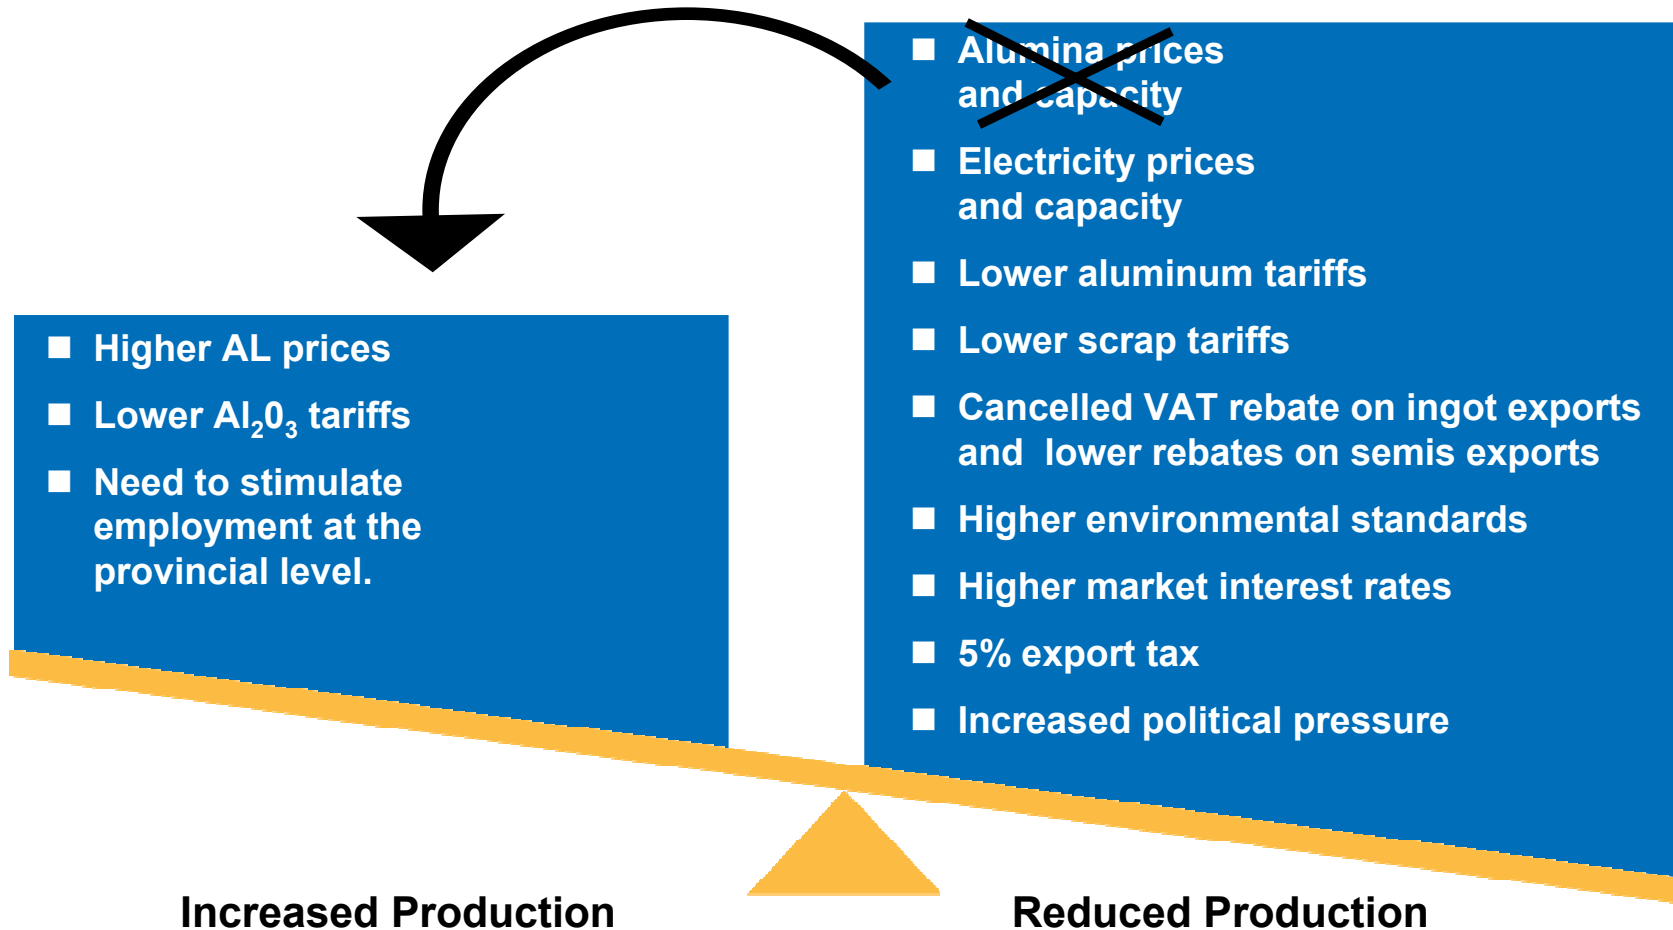 Higher AL prices
Lower Al₂0₃ tariffs
Need to stimulate
employment at the
provincial level.
Alumina prices
and capacity
Electricity prices
and capacity
Lower aluminum tariffs
Lower scrap tariffs
Cancelled VAT rebate on ingot exports
and lower rebates on semis exports
Higher environmental standards
Higher market interest rates
5% export tax
Increased political pressure
Increased Production
Reduced Production